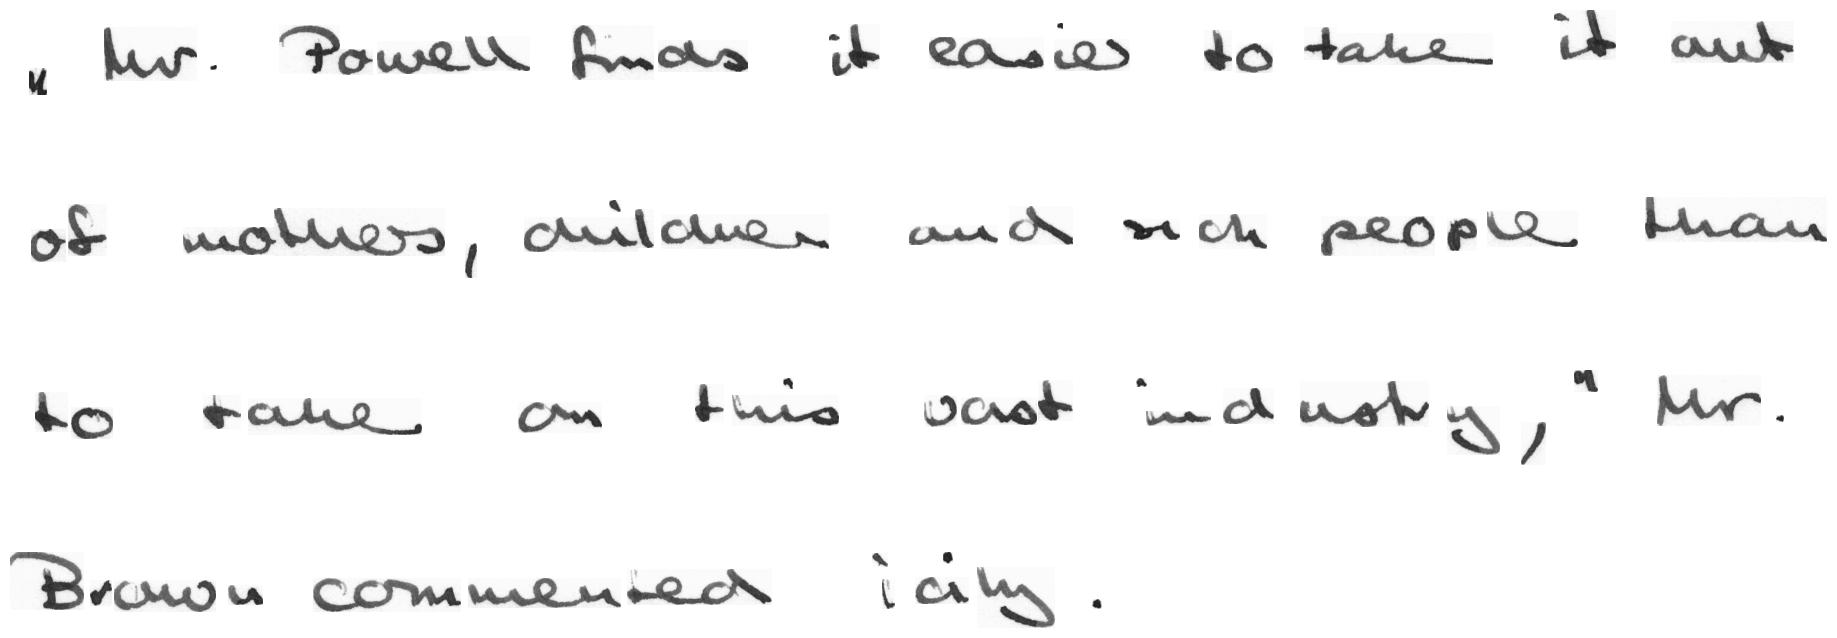 „ Mr. Powell finds it easier to take it out
of mothers, children and sick people than
to take on this vast industry," Mr.
Brown commented icily.